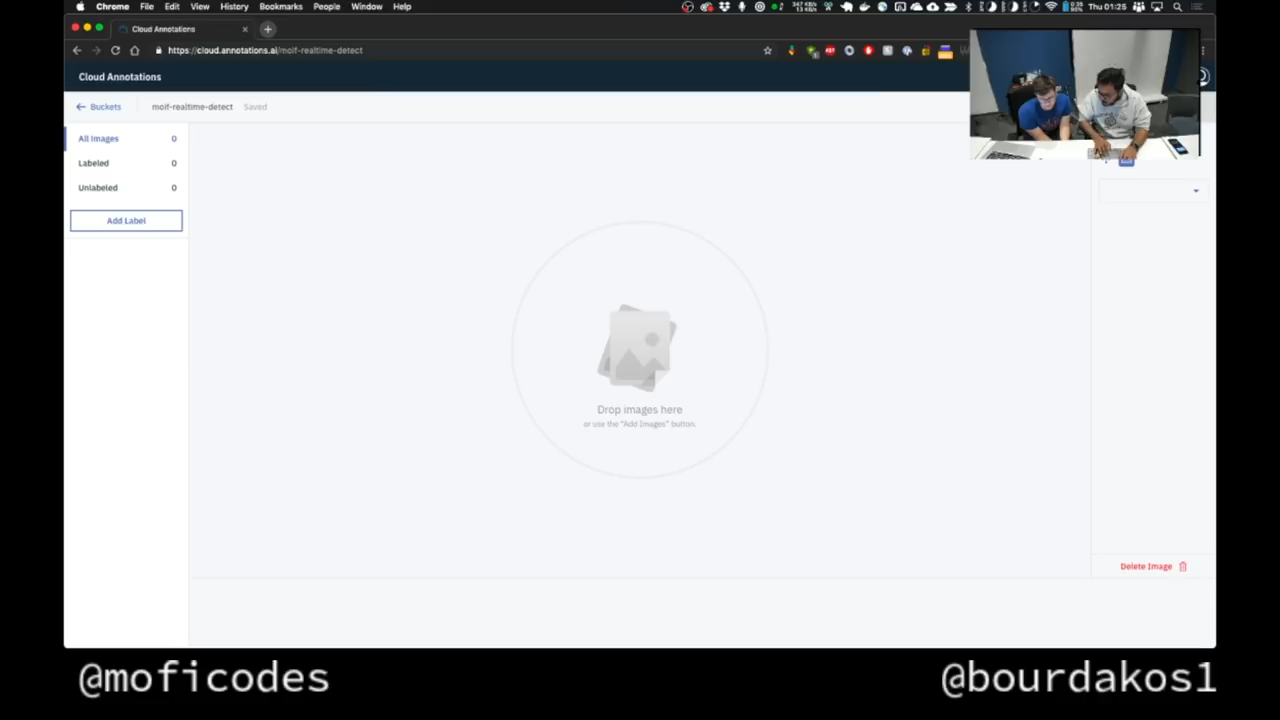 Chrome File Edit View History Bookmarks People Window Help Thu 01:25
Cloud Annotations
https://cloud.annotations.ai/moif-realtime-detect
Cloud Annotations
Buckets moif-realtime-detect Saved
All Images 0
Labeled 0
Unlabeled 0
Add Label
Drop images here
or use the "Add Images" button.
Delete Image
@moficodes @bourdakos1